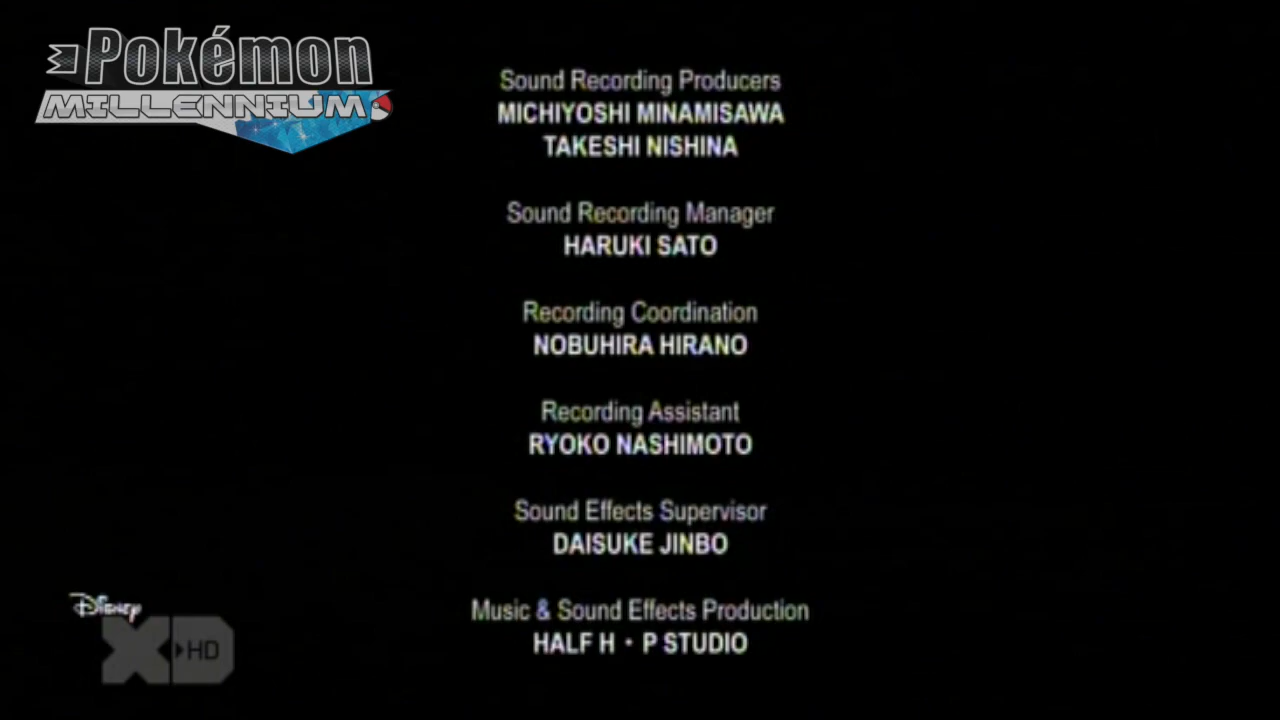 Pokémon
MILLENNIUM
Sound Recording Producers
MICHIYOSHI MINAMISAWA
TAKESHI NISHINA
Sound Recording Manager
HARUKI SATO
Recording Coordination
NOBUHIRA HIRANO
Recording Assistant
RYOKO NASHIMOTO
Sound Effects Supervisor
DAISUKE JINBO
Music & Sound Effects Production
HALF H・P STUDIO
Disney
XD HD